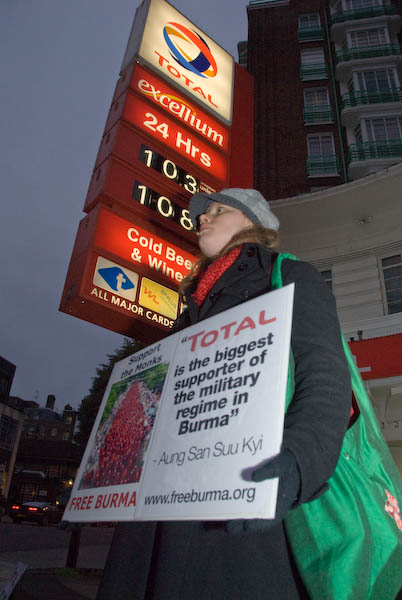 TOTAL
excellium
24 Hrs
103.
108.
Cold Beer
& Wine
ALL MAJOR CARDS
Support
the Monks
FREE BURMA
"TOTAL
is the biggest
supporter of
the military
regime in
Burma"
- Aung San Suu Kyi
www.freeburma.org